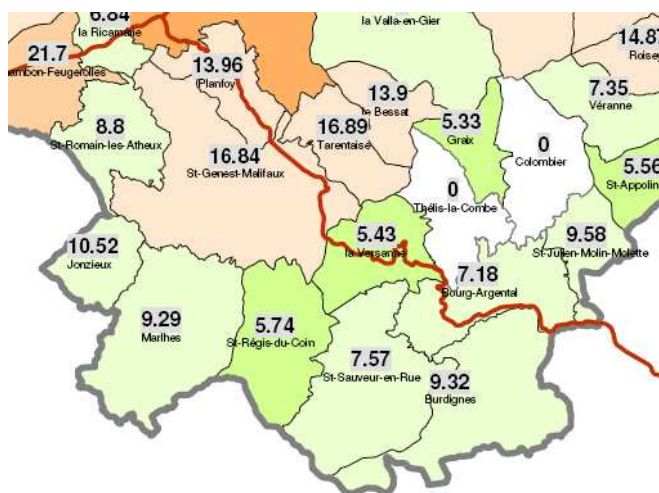 6.84
la Ricamarie
la Valla-en-Gier
21.7
ambon-Feugerolles
13.96
(Planfoy)
14.87
Roisey
13.9
le Bessat
7.35
Véranne
8.8
St-Romain-les-Atheux
16.89
Tarentaise
5.33
Graix
0
Colombier
16.84
St-Genest-Malifaux
5.56
St-Appolin
0
Thélis-la-Combe
10.52
Jonzieux
5.43
la Versanne
9.58
St-Julien-Molin-Molette
7.18
Bourg-Argental
9.29
Marlhes
5.74
St-Régis-du-Coin
7.57
St-Sauveur-en-Rue
9.32
Burdignes